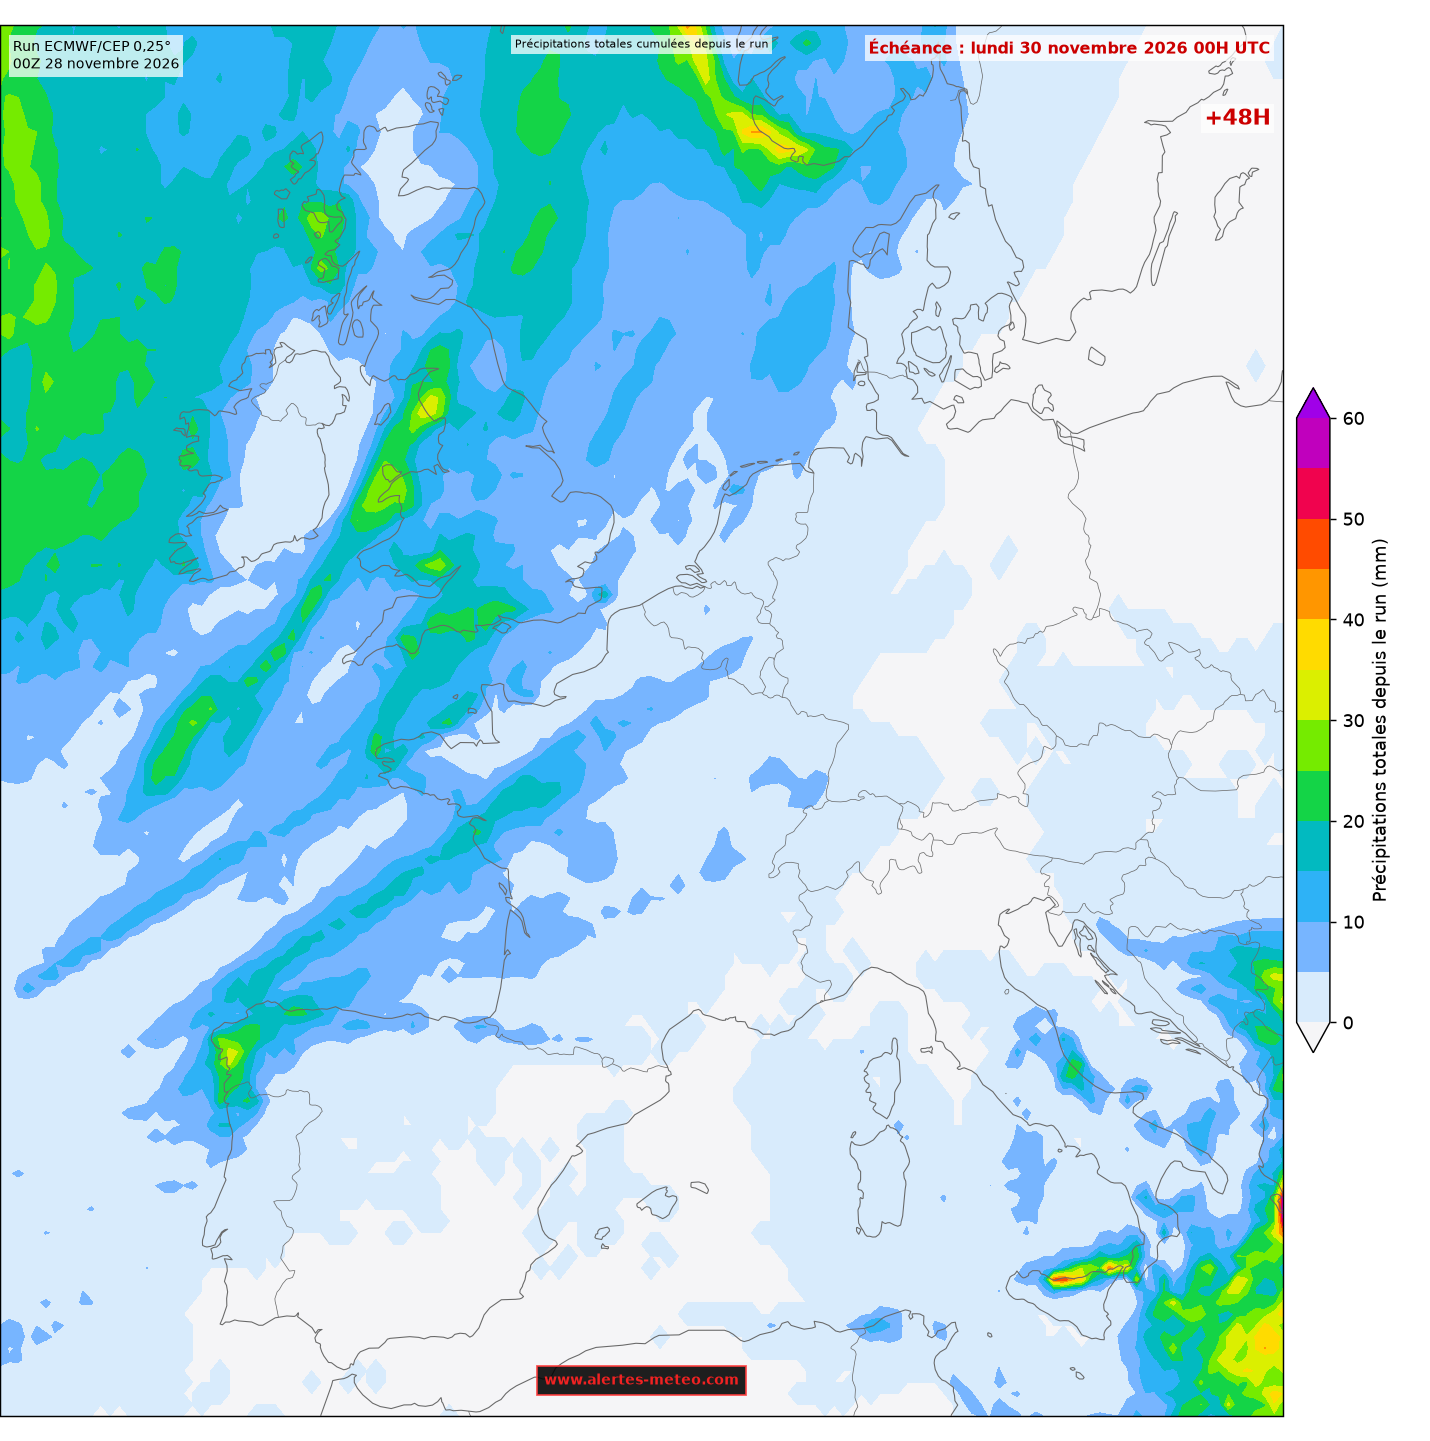 Run ECMWF/CEP 0,25°
00Z 28 novembre 2026
Précipitations totales cumulées depuis le run
Échéance : lundi 30 novembre 2026 00H UTC
+48H
60
50
40
30
20
10
0
Précipitations totales depuis le run (mm)
www.alertes-meteo.com